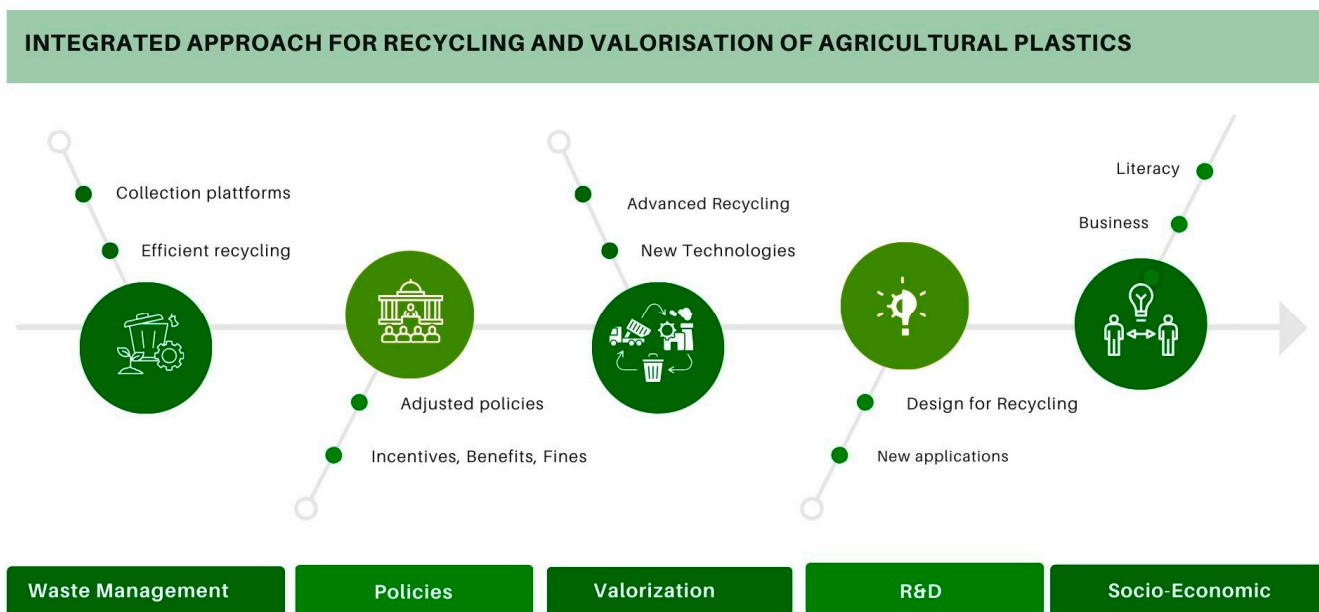 INTEGRATED APPROACH FOR RECYCLING AND VALORISATION OF AGRICULTURAL PLASTICS
Collection plattforms
Efficient recycling
Adjusted policies
Incentives, Benefits, Fines
Advanced Recycling
New Technologies
Design for Recycling
New applications
Literacy
Business
Waste Management
Policies
Valorization
R&D
Socio-Economic